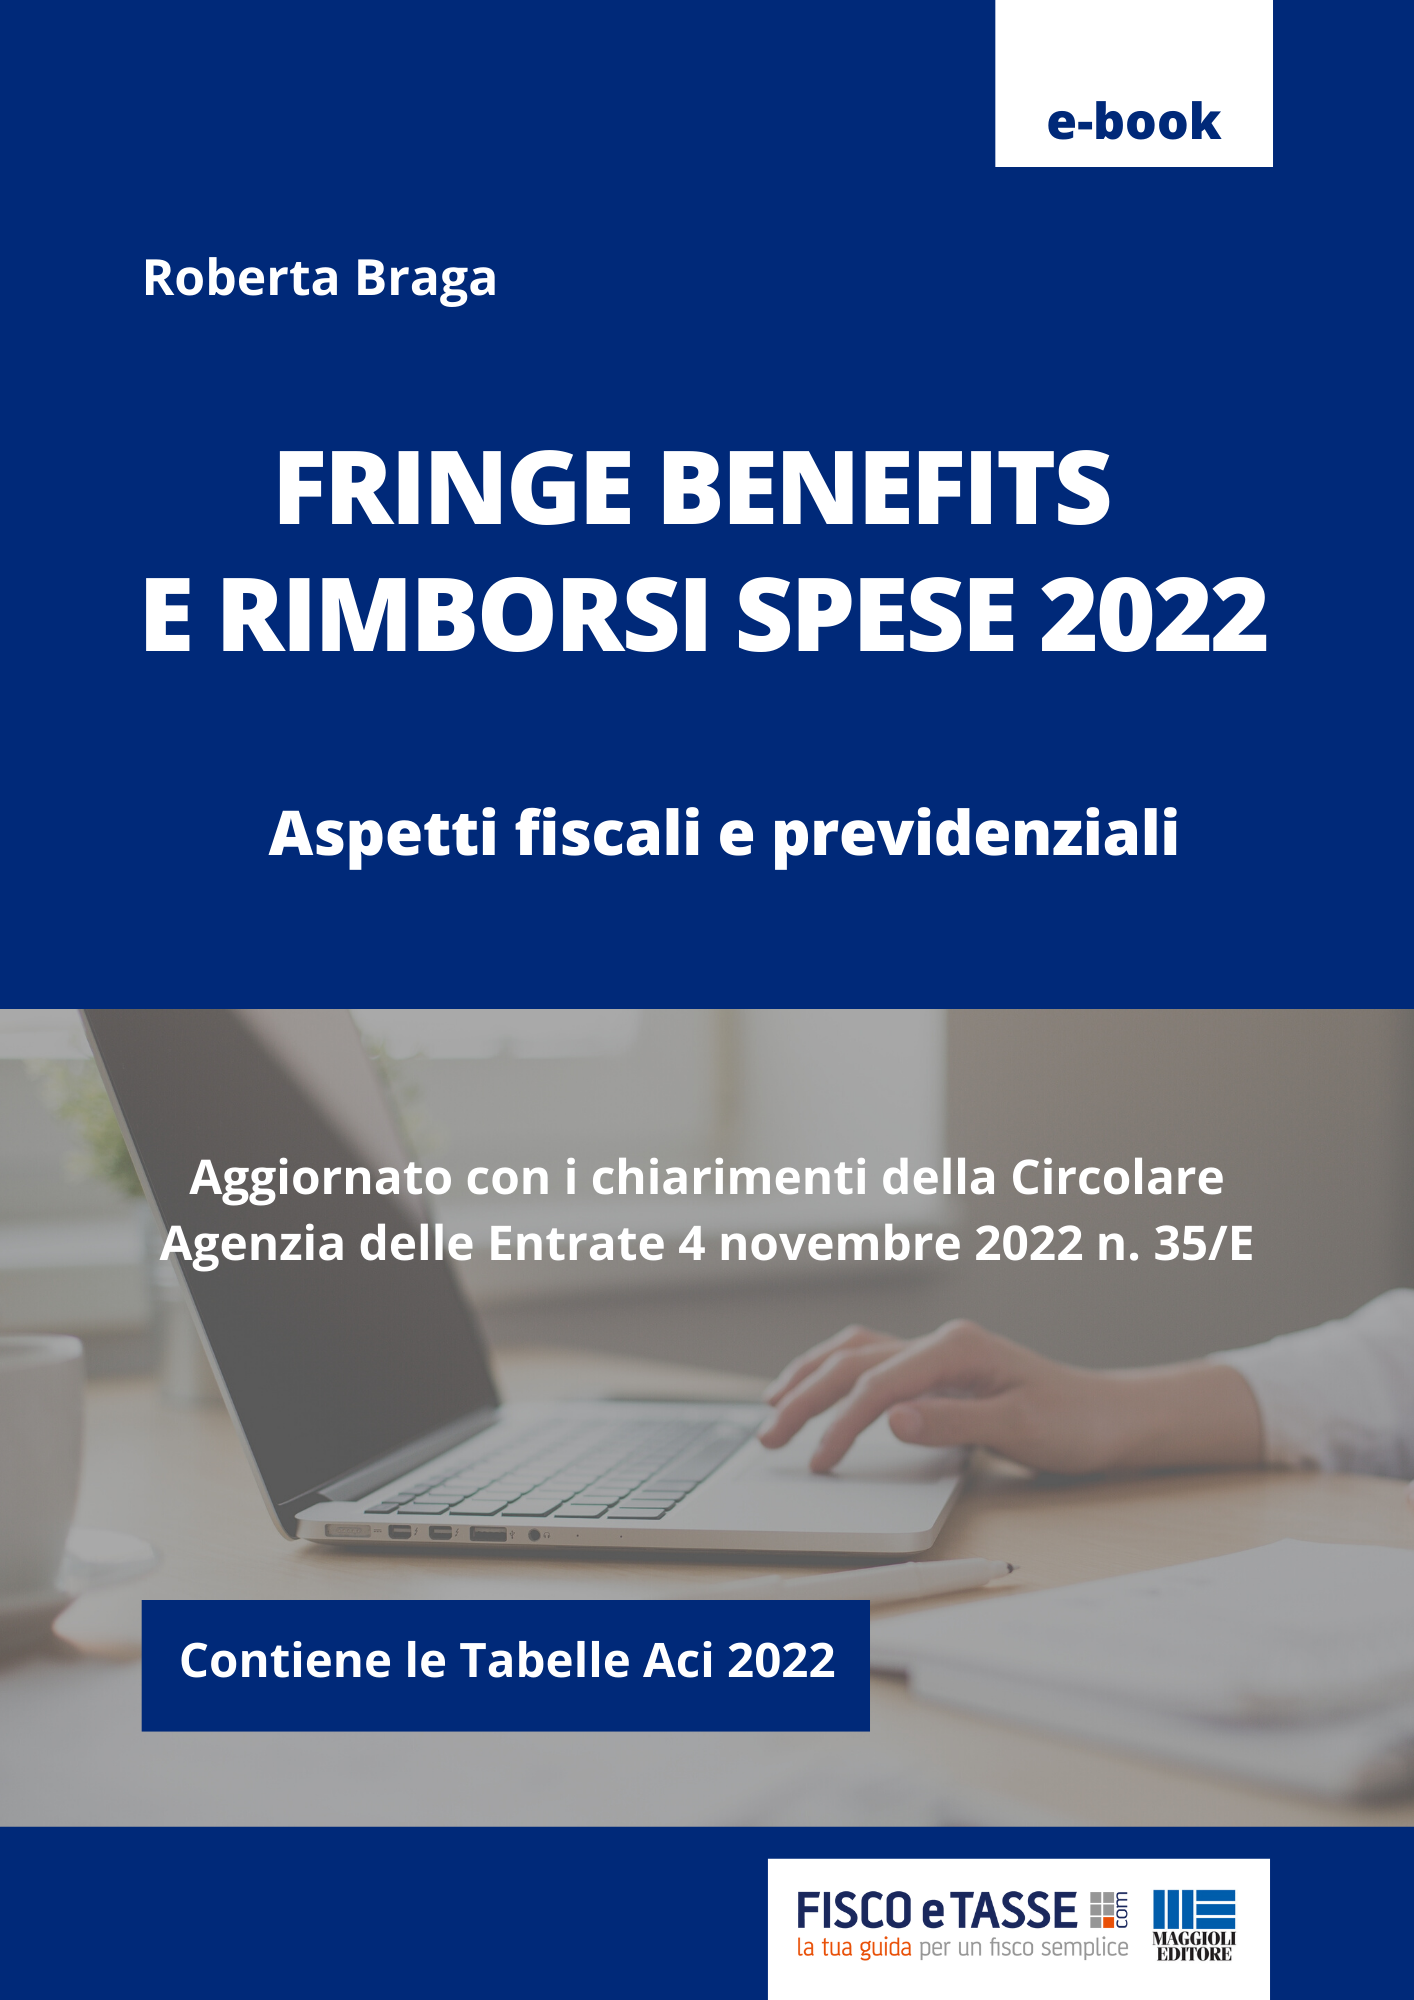 e-book
Roberta Braga
FRINGE BENEFITS
E RIMBORSI SPESE 2022
Aspetti fiscali e previdenziali
Aggiornato con i chiarimenti della Circolare
Agenzia delle Entrate 4 novembre 2022 n. 35/E
Contiene le Tabelle Aci 2022
FISCO e TASSE .com
la tua guida per un fisco semplice
MAGGIOLI
EDITORE